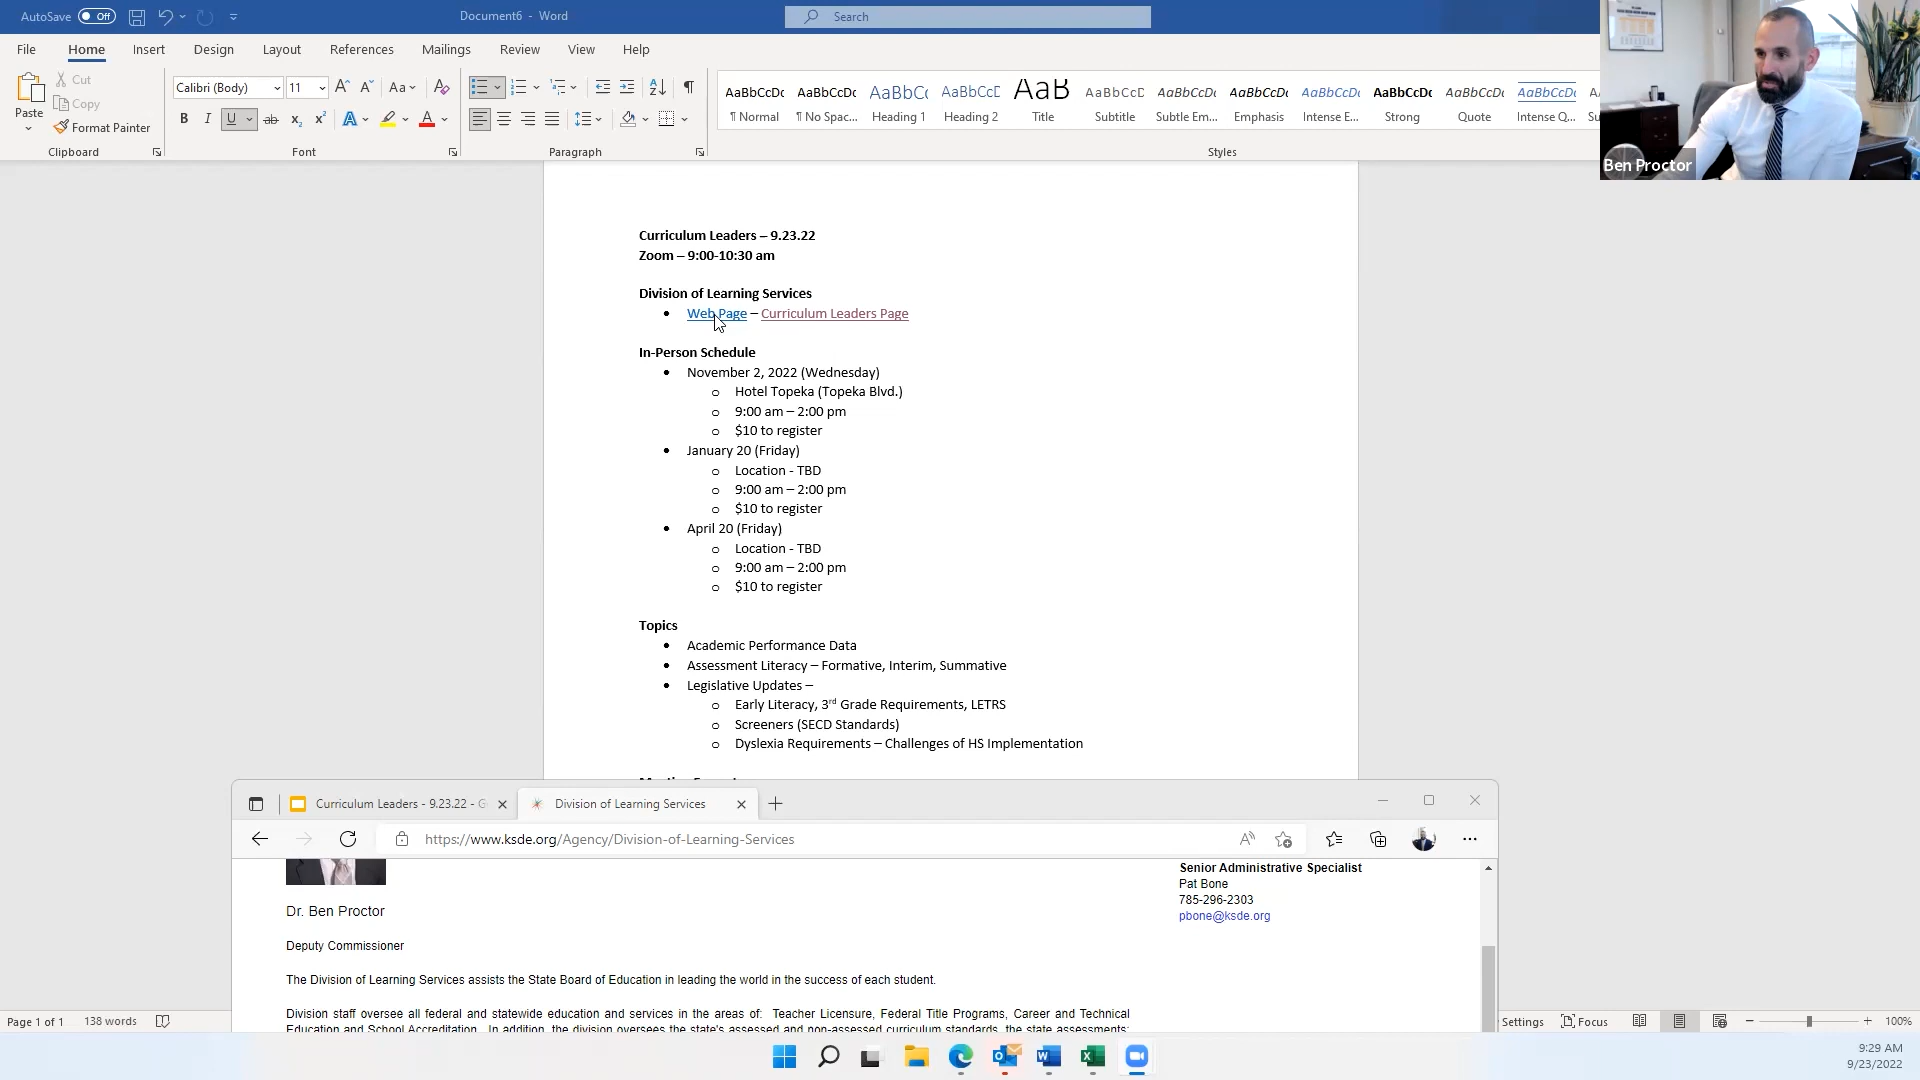 AutoSave Off Document6 - Word Search
File Home Insert Design Layout References Mailings Review View Help
Paste Cut Copy Format Painter
Calibri (Body) 11
AaBbCcDc ¶ Normal
AaBbCcDc ¶ No Spac...
AaBbCc Heading 1
AaBbCcD Heading 2
AaB Title
AaBbCcD Subtitle
AaBbCcDc Subtle Em...
AaBbCcDc Emphasis
AaBbCcDc Intense E...
AaBbCcDc Strong
AaBbCcDc Quote
AaBbCcDc Intense Q...
Clipboard Font Paragraph Styles
Ben Proctor
Curriculum Leaders – 9.23.22
Zoom – 9:00-10:30 am
Division of Learning Services
• Web Page – Curriculum Leaders Page
In-Person Schedule
• November 2, 2022 (Wednesday)
o Hotel Topeka (Topeka Blvd.)
o 9:00 am – 2:00 pm
o $10 to register
• January 20 (Friday)
o Location - TBD
o 9:00 am – 2:00 pm
o $10 to register
• April 20 (Friday)
o Location - TBD
o 9:00 am – 2:00 pm
o $10 to register
Topics
• Academic Performance Data
• Assessment Literacy – Formative, Interim, Summative
• Legislative Updates –
o Early Literacy, 3rd Grade Requirements, LETRS
o Screeners (SECD Standards)
o Dyslexia Requirements – Challenges of HS Implementation
Curriculum Leaders - 9.23.22 - G
Division of Learning Services
https://www.ksde.org/Agency/Division-of-Learning-Services
Senior Administrative Specialist
Pat Bone
785-296-2303
pbone@ksde.org
Dr. Ben Proctor
Deputy Commissioner
The Division of Learning Services assists the State Board of Education in leading the world in the success of each student.
Division staff oversee all federal and statewide education and services in the areas of: Teacher Licensure, Federal Title Programs, Career and Technical
Education and School Accreditation. In addition, the division oversees the state's assessed and non-assessed curriculum standards, the state assessments;
Page 1 of 1 138 words
Settings Focus 100%
9:29 AM
9/23/2022